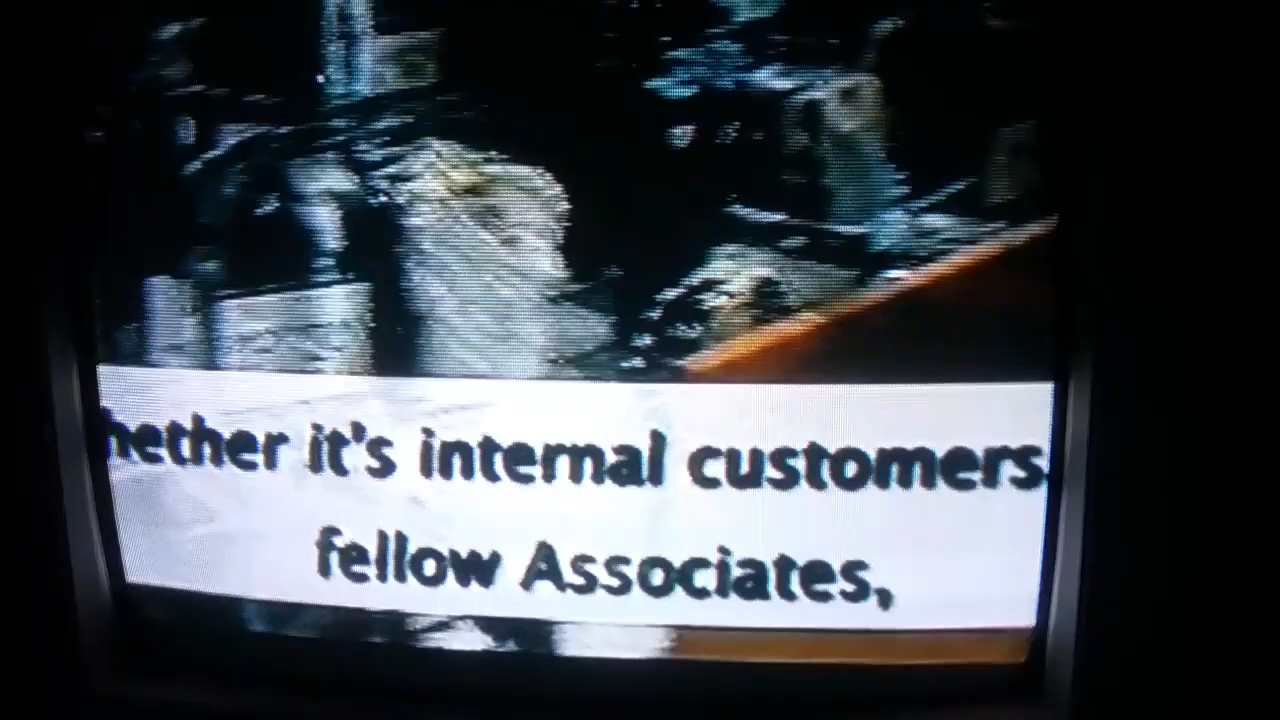 hether it's internal customers,
fellow Associates,